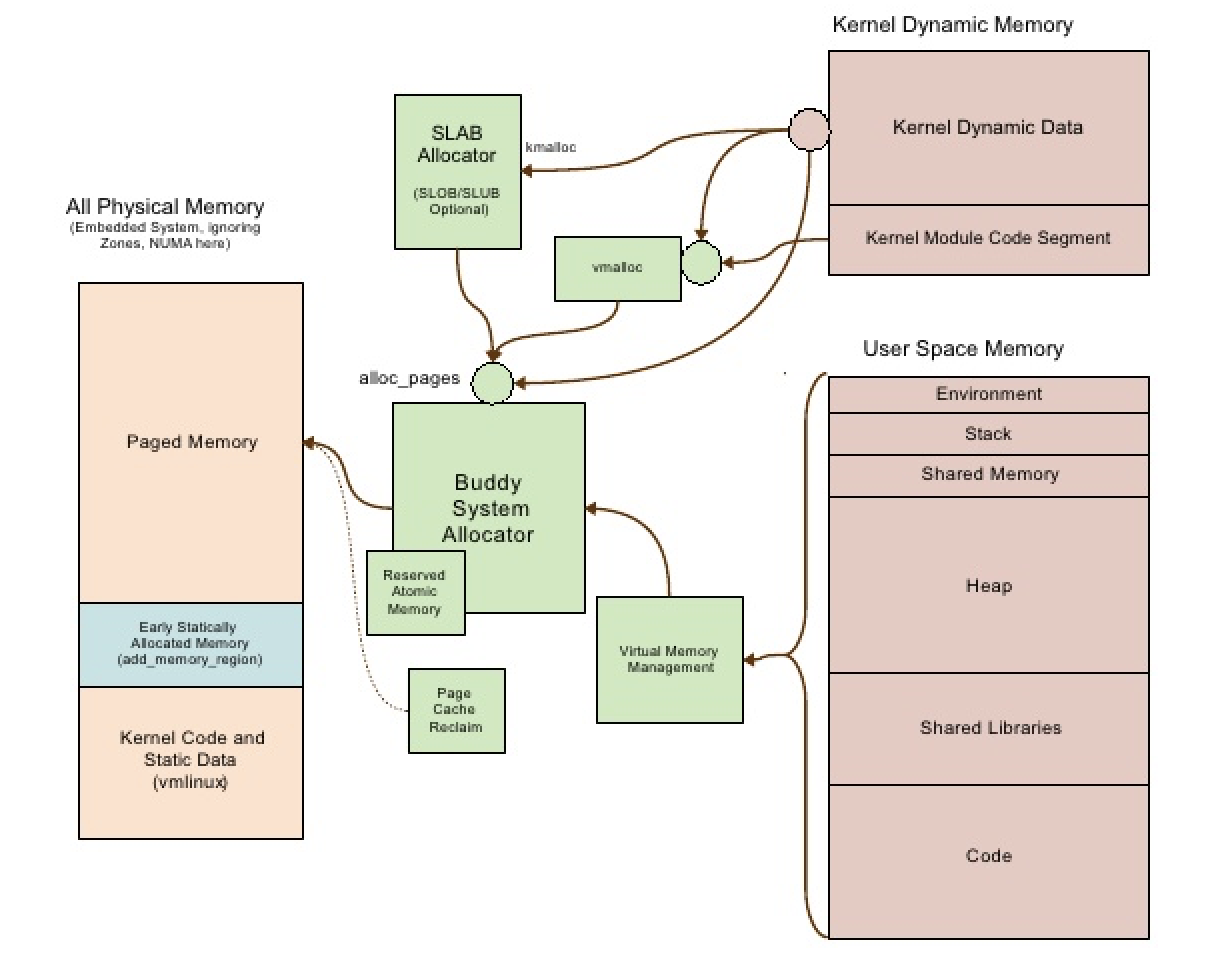 Kernel Dynamic Memory
Kernel Dynamic Data
Kernel Module Code Segment
SLAB
Allocator
(SLOB/SLUB
Optional)
kmalloc
vmalloc
All Physical Memory
(Embedded System, ignoring
Zones, NUMA here)
Paged Memory
Early Statically
Allocated Memory
(add_memory_region)
Kernel Code and
Static Data
(vmlinux)
alloc_pages
Buddy
System
Allocator
Reserved
Atomic
Memory
Page
Cache
Reclaim
Virtual Memory
Management
User Space Memory
Environment
Stack
Shared Memory
Heap
Shared Libraries
Code